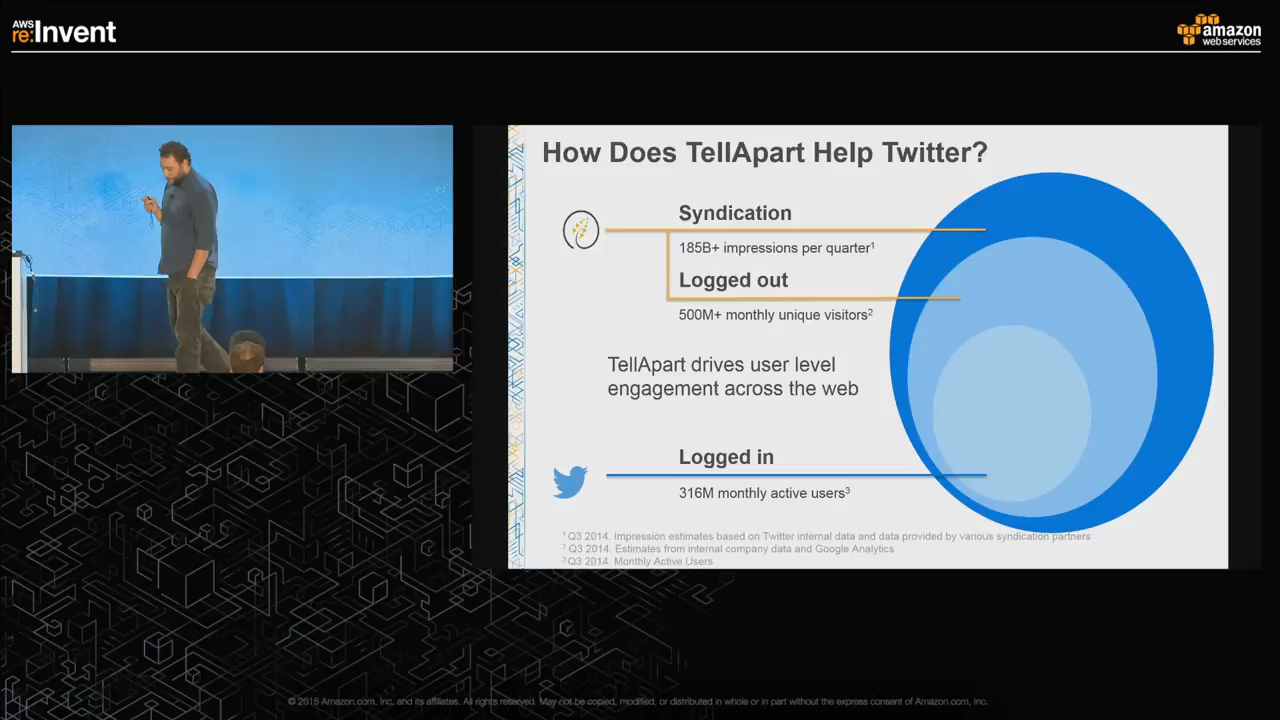 AWS
re:Invent
amazon
web services
How Does TellApart Help Twitter?
Syndication
185B+ impressions per quarter¹
Logged out
500M+ monthly unique visitors²
TellApart drives user level
engagement across the web
Logged in
316M monthly active users³
¹ Q3 2014. Impression estimates based on Twitter internal data and data provided by various syndication partners
² Q3 2014. Estimates from internal company data and Google Analytics
³ Q3 2014. Monthly Active Users
© 2015 Amazon.com, Inc. and its affiliates. All rights reserved. May not be copied, modified, or distributed in whole or in part without the express consent of Amazon.com, Inc.